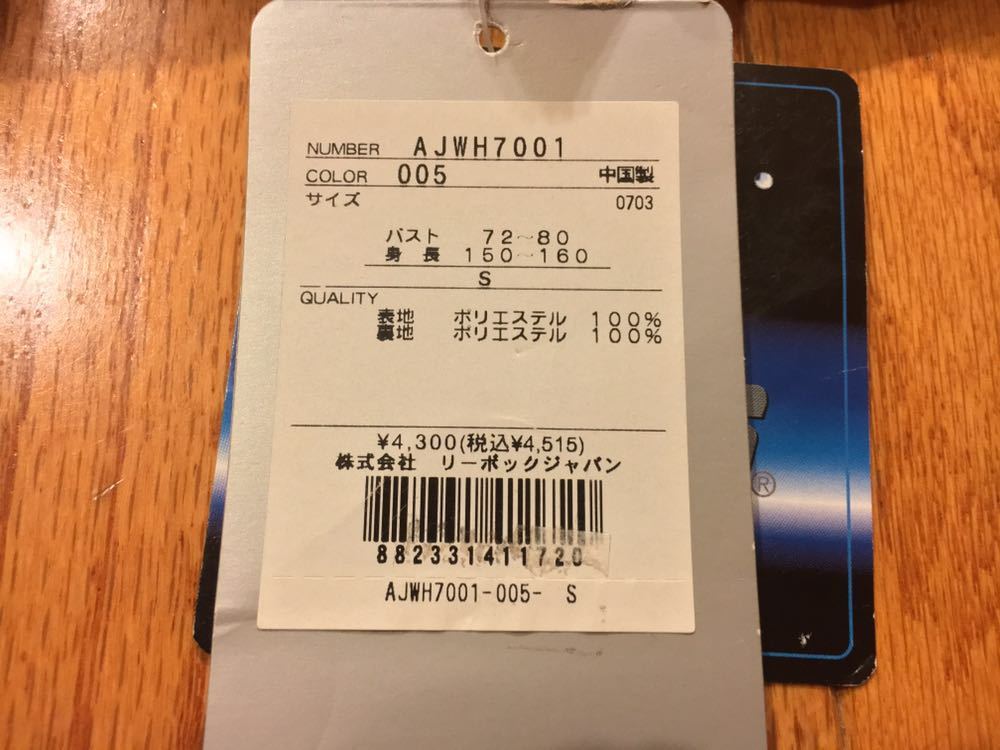 NUMBER AJWH7001
COLOR 005 中国製
サイズ 0703
バスト 72~80
身長 150~160
S
QUALITY
表地 ポリエステル 100%
裏地 ポリエステル 100%
¥4,300(税込¥4,515)
株式会社 リーボックジャパン
882331411720
AJWH7001-005- S
®